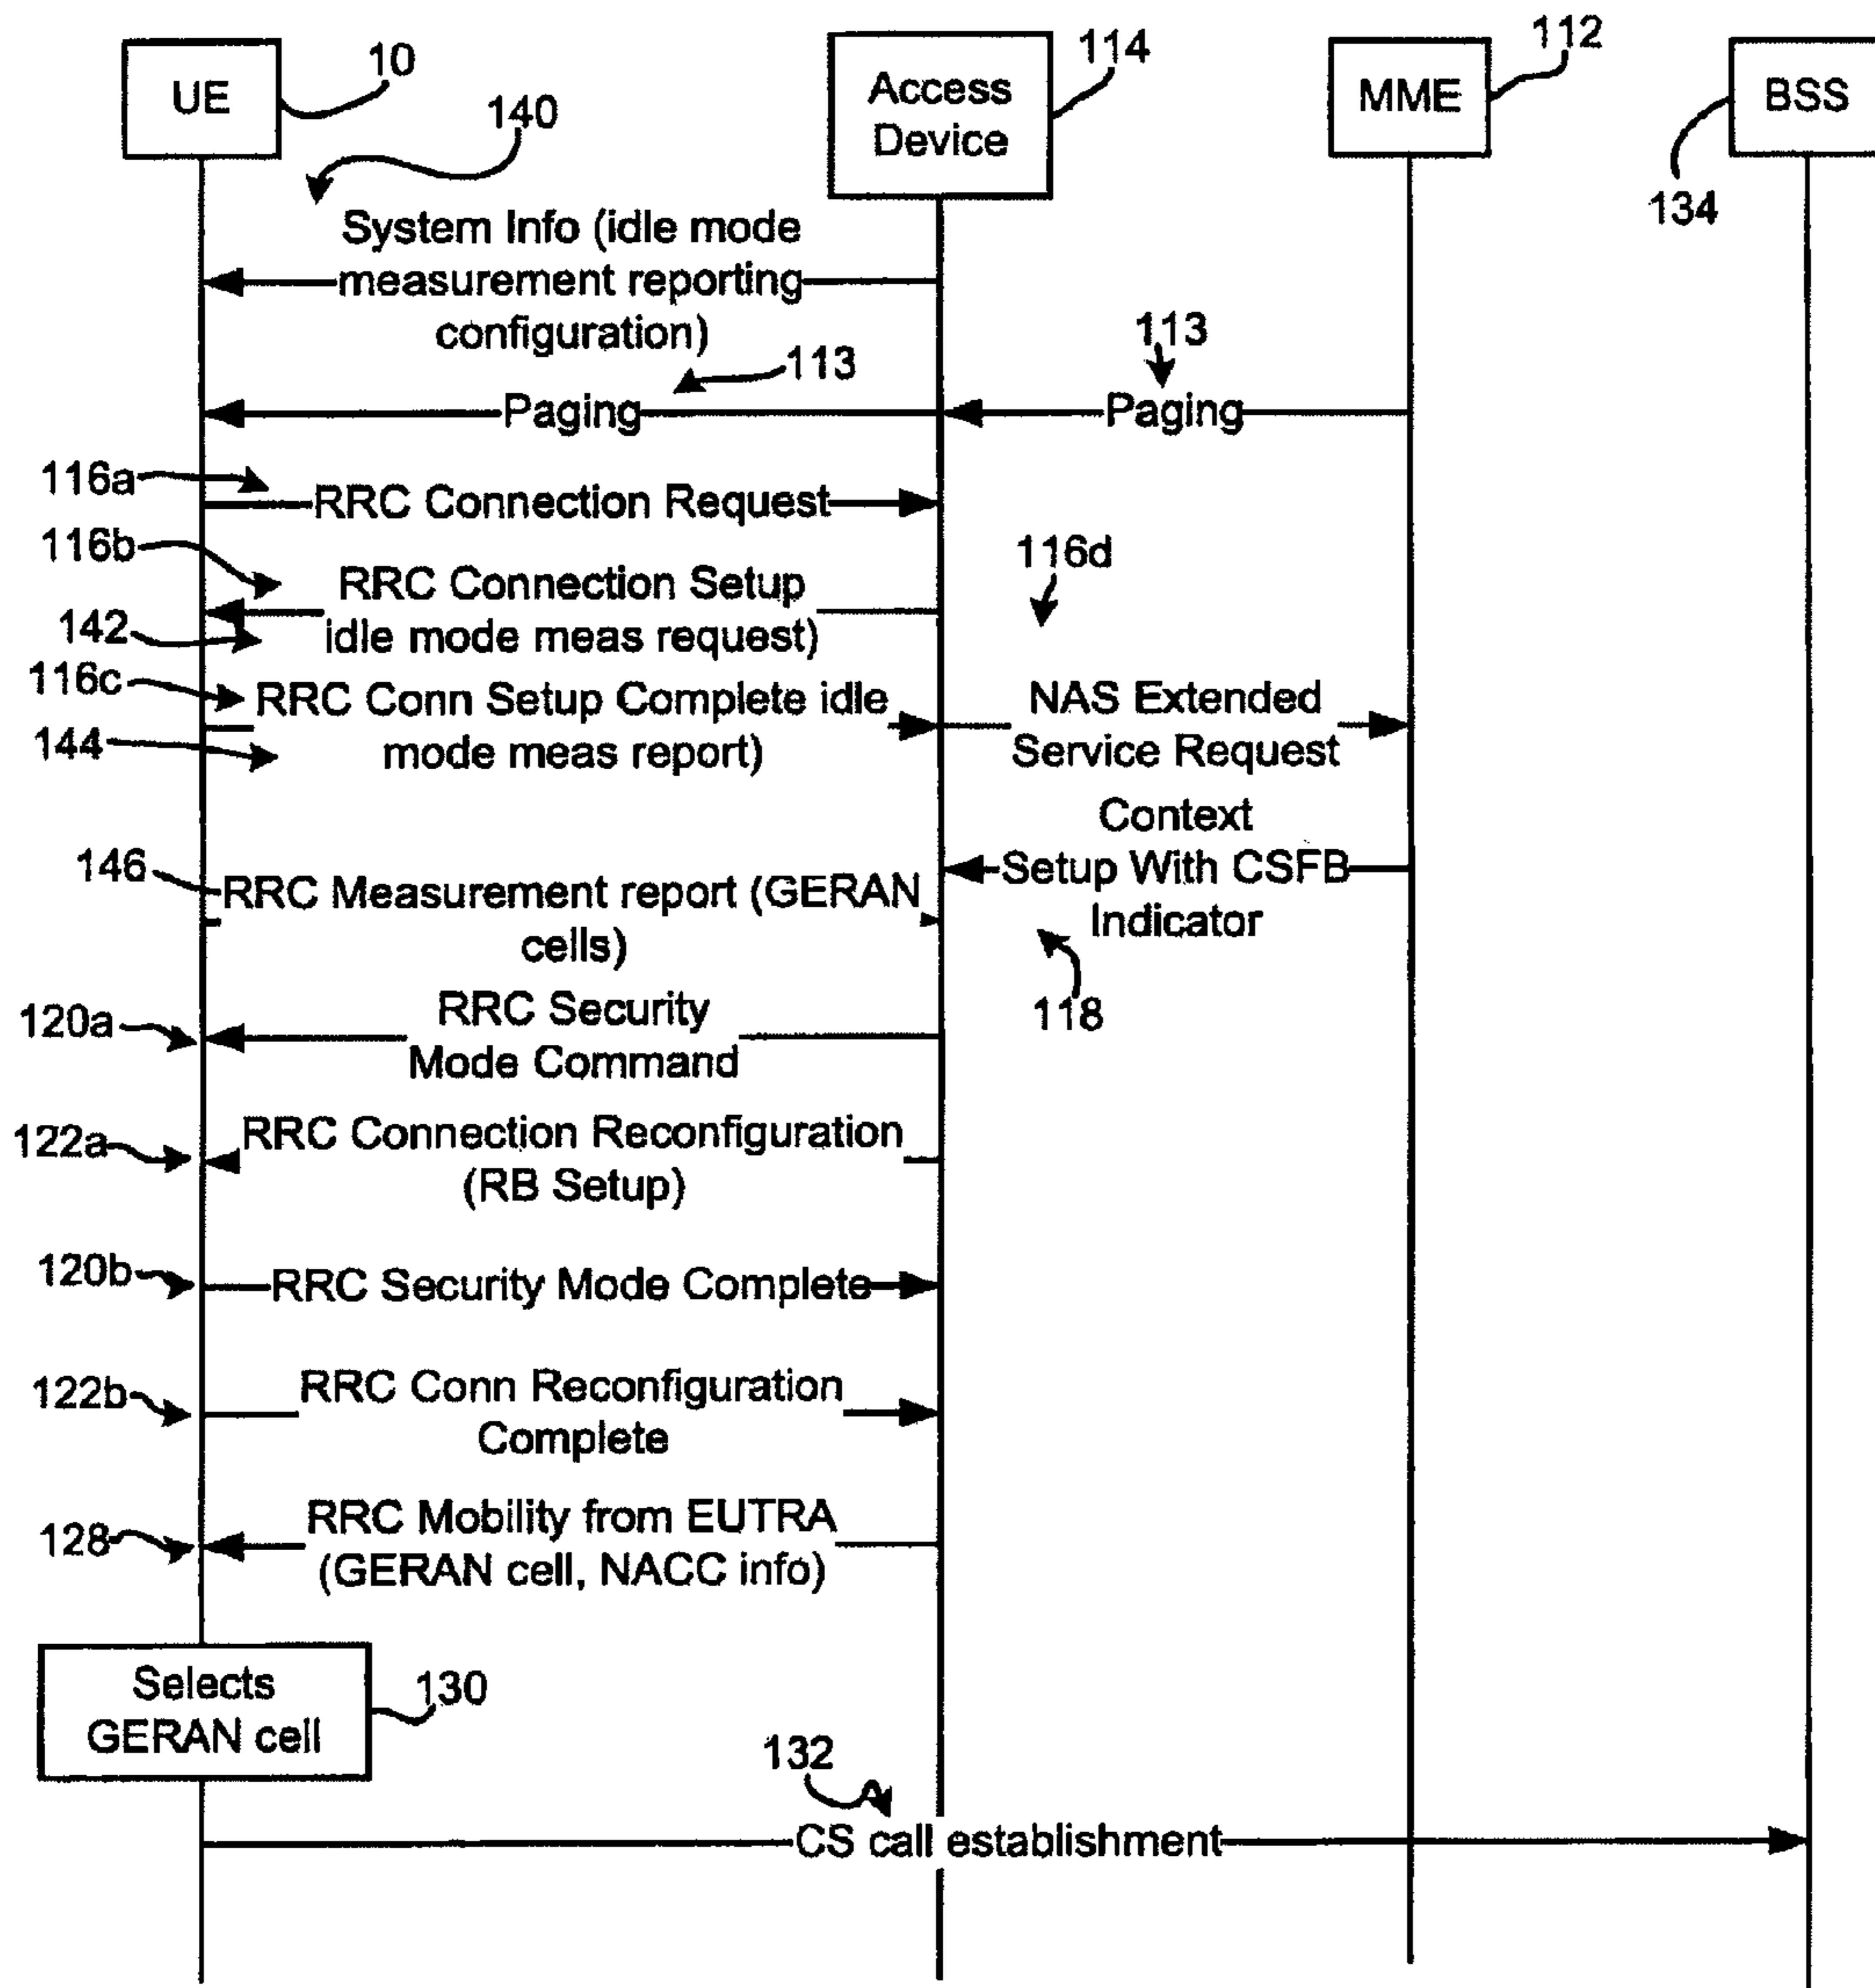 UE
10
140
Access
Device
114
MME
112
BSS
134
System Info (idle mode
measurement reporting
configuration)
113
Paging
113
Paging
116a
RRC Connection Request
116b
RRC Connection Setup
idle mode meas request)
142
116d
116c
RRC Conn Setup Complete idle
mode meas report)
144
NAS Extended
Service Request
Context
Setup With CSFB
Indicator
118
146
RRC Measurement report (GERAN
cells)
120a
RRC Security
Mode Command
122a
RRC Connection Reconfiguration
(RB Setup)
120b
RRC Security Mode Complete
122b
RRC Conn Reconfiguration
Complete
128
RRC Mobility from EUTRA
(GERAN cell, NACC info)
Selects
GERAN cell
130
132
CS call establishment